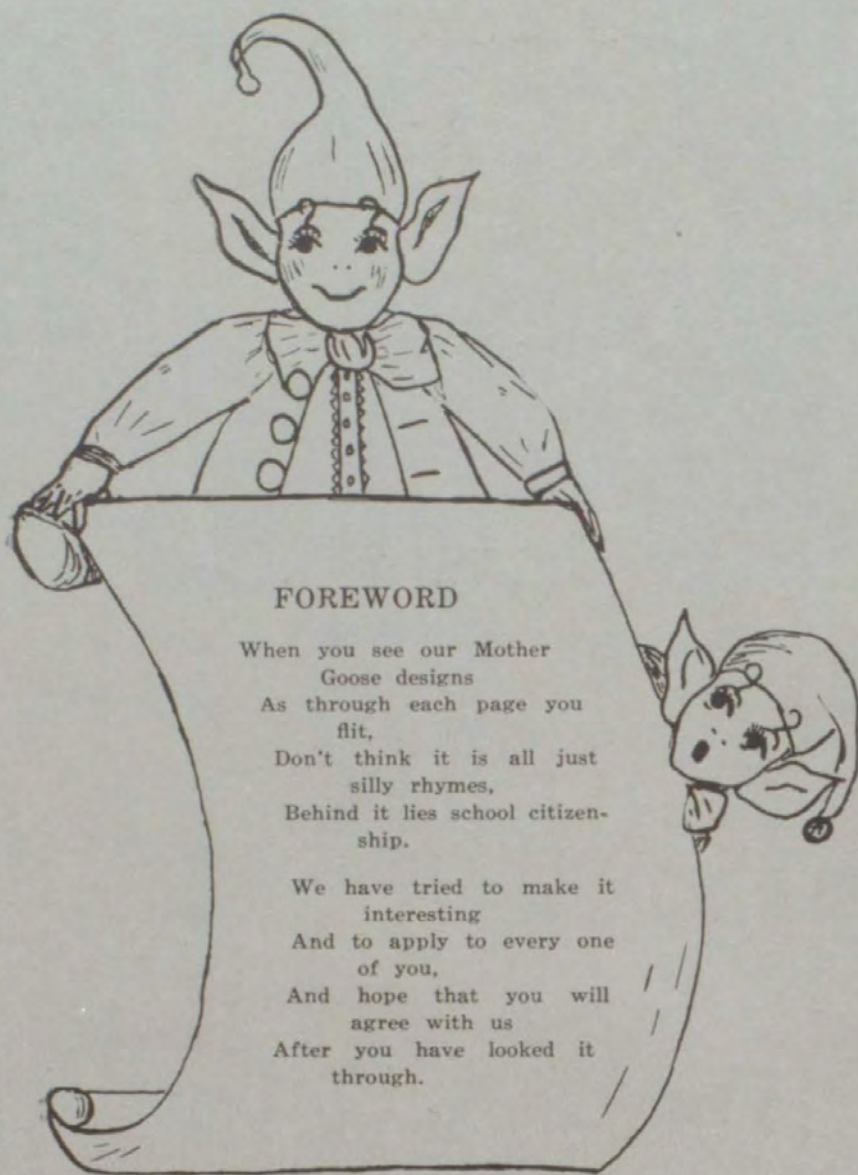 FOREWORD
When you see our Mother
Goose designs
As through each page you
flit,
Don't think it is all just
silly rhymes,
Behind it lies school citizen-
ship.
We have tried to make it
interesting
And to apply to every one
of you,
And hope that you will
agree with us
After you have looked it
through.